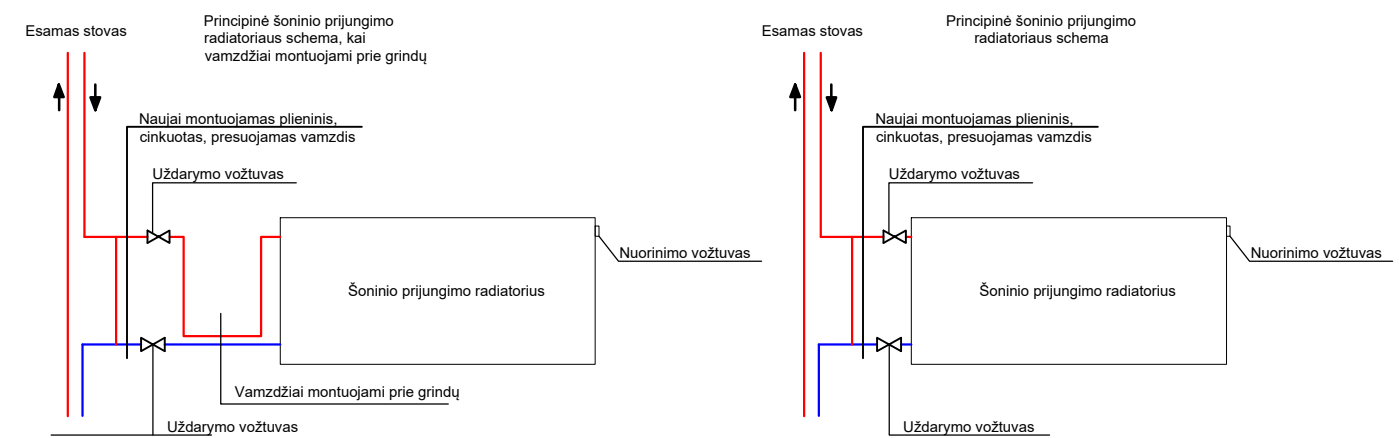 Esamas stovas
Principinė šoninio prijungimo
radiatoriaus schema, kai
vamzdžiai montuojami prie grindų
Naujai montuojamas plieninis,
cinkuotas, presuojamas vamzdis
Uždarymo vožtuvas
Nuorinimo vožtuvas
Šoninio prijungimo radiatorius
Vamzdžiai montuojami prie grindų
Uždarymo vožtuvas
Esamas stovas
Principinė šoninio prijungimo
radiatoriaus schema
Naujai montuojamas plieninis,
cinkuotas, presuojamas vamzdis
Uždarymo vožtuvas
Nuorinimo vožtuvas
Šoninio prijungimo radiatorius
Uždarymo vožtuvas